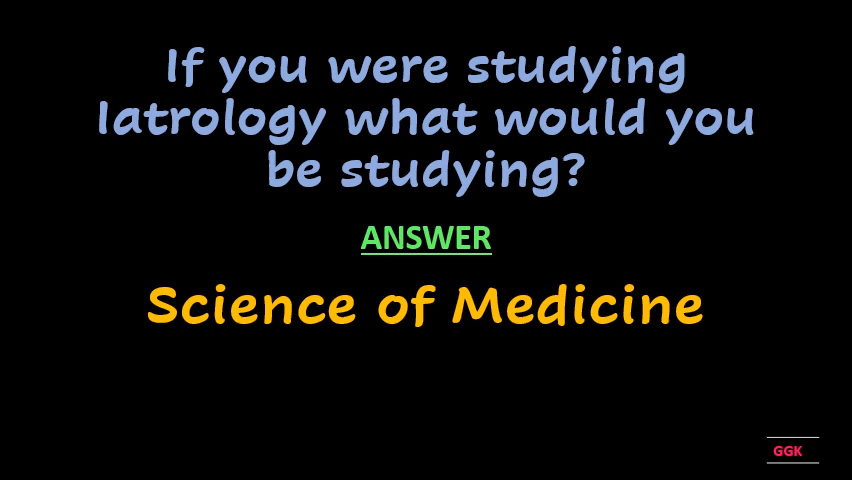 If you were studying
Iatrology what would you
be studying?
ANSWER
Science of Medicine
GGK